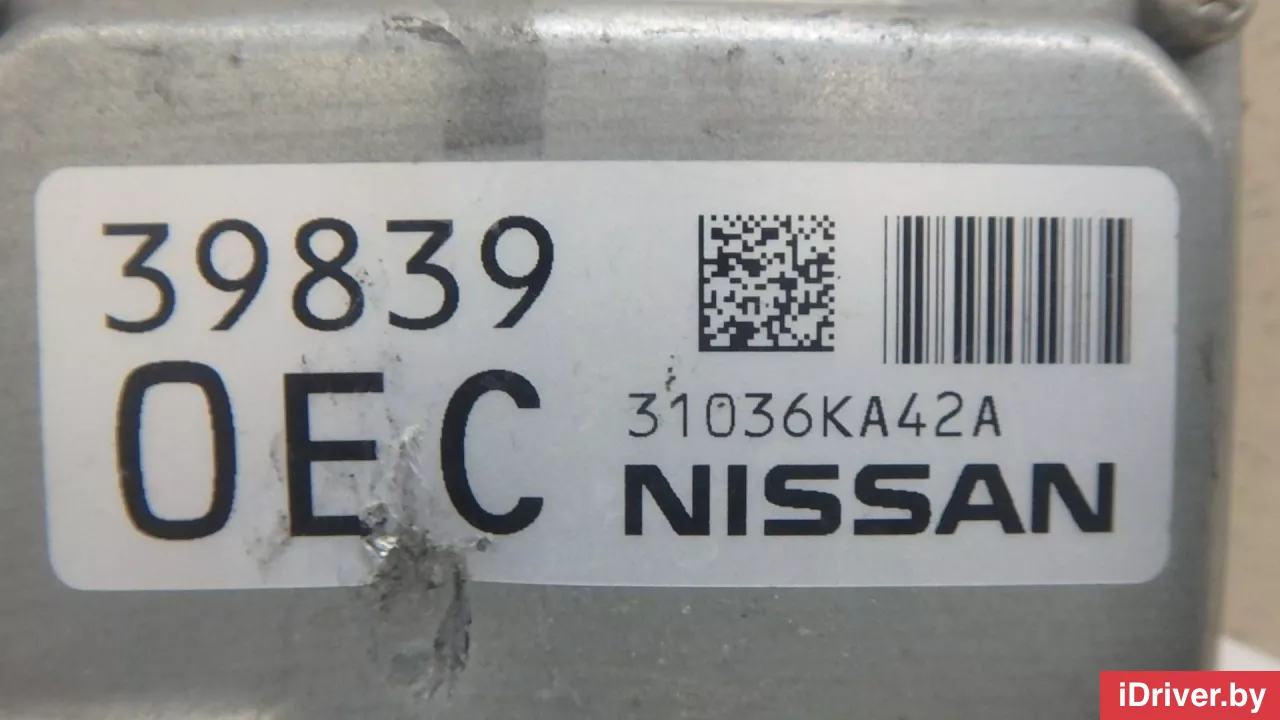 39839
0EC
31036KA42A
NISSAN
iDriver.by